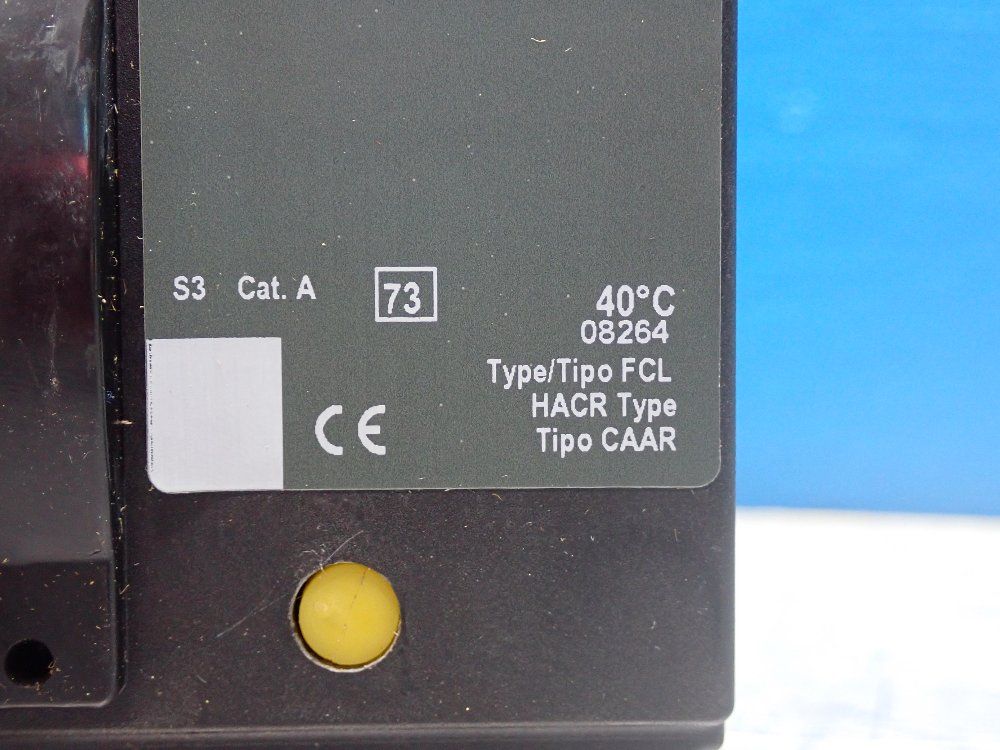 S3 Cat. A 73 40°C
08264
Type/Tipo FCL
HACR Type
CE Tipo CAAR